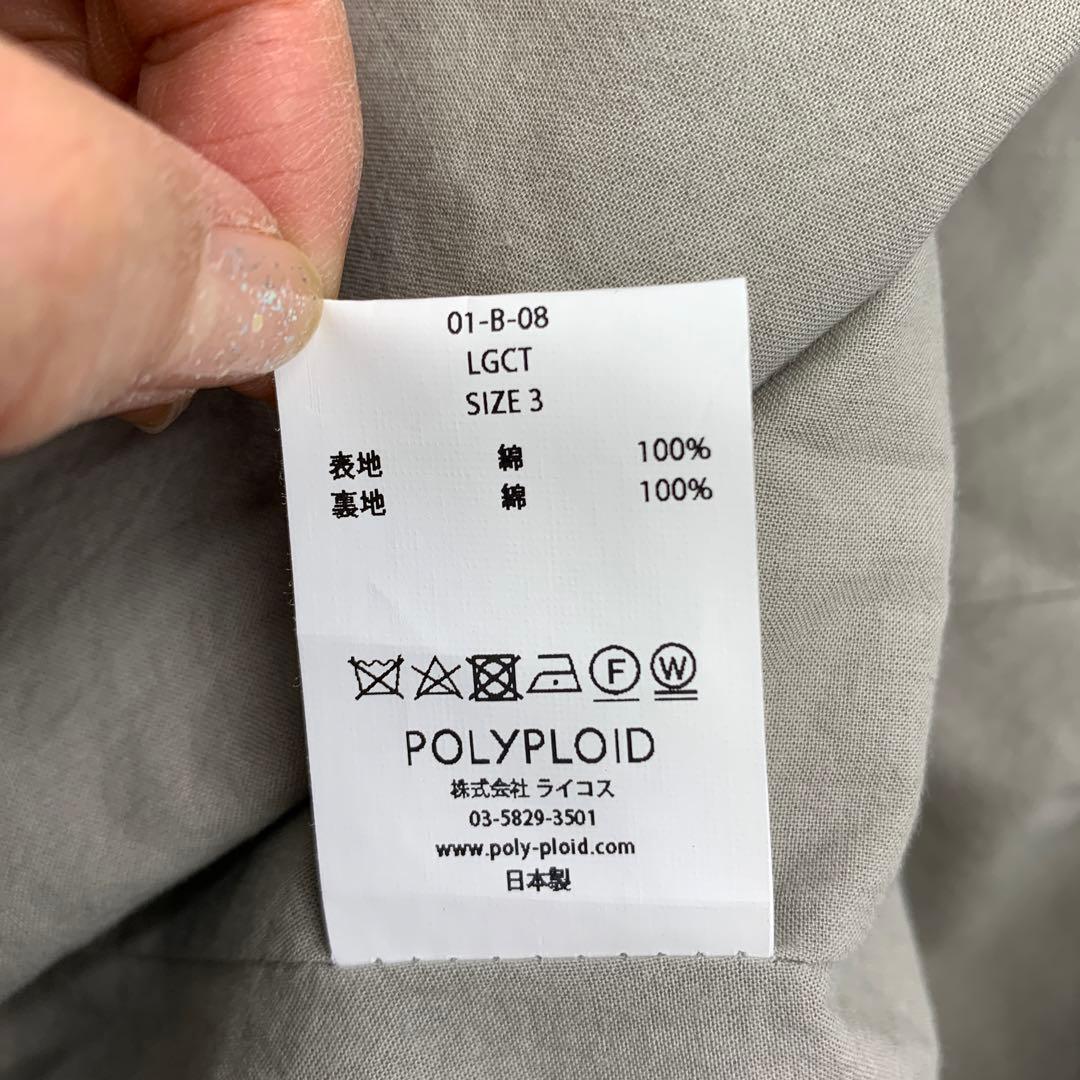 01-B-08
LGCT
SIZE 3
表地 綿 100%
裏地 綿 100%
F W
POLYPLOID
株式会社 ライコス
03-5829-3501
www.poly-ploid.com
日本製